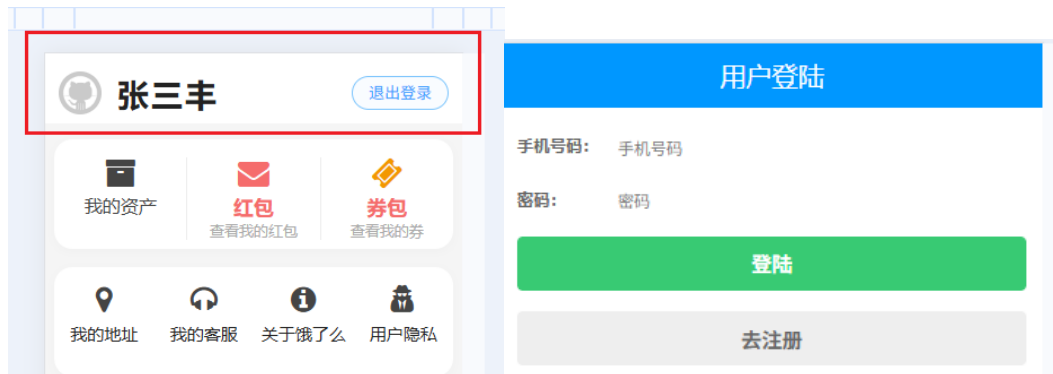 张三丰
退出登录
我的资产
红包
查看我的红包
券包
查看我的券
我的地址
我的客服
关于饿了么
用户隐私
用户登陆
手机号码: 手机号码
密码: 密码
登陆
去注册